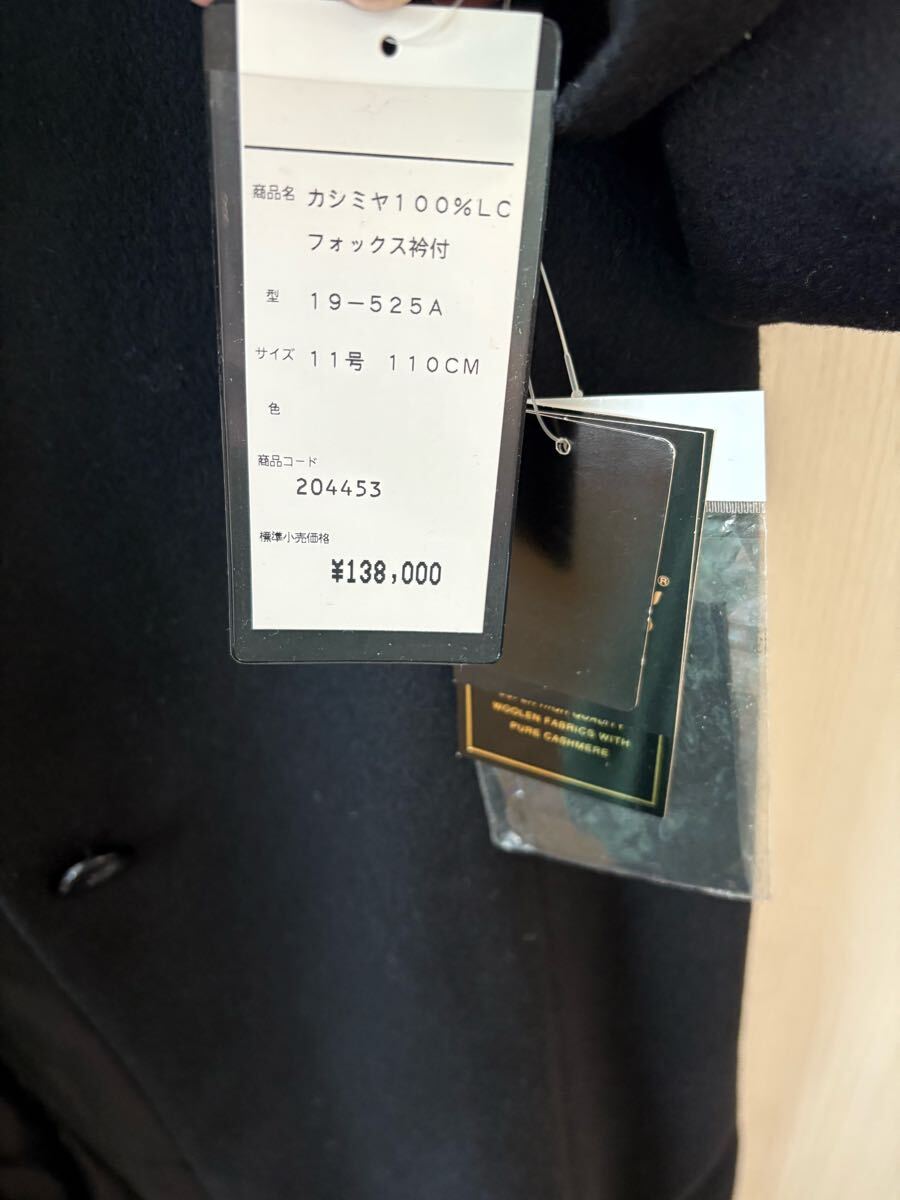 商品名 カシミヤ100%LC
フォックス衿付
型 19-525A
サイズ 11号 110CM
色
商品コード
204453
標準小売価格
¥138,000
®
WOOLEN FABRICS WITH
PURE CASHMERE